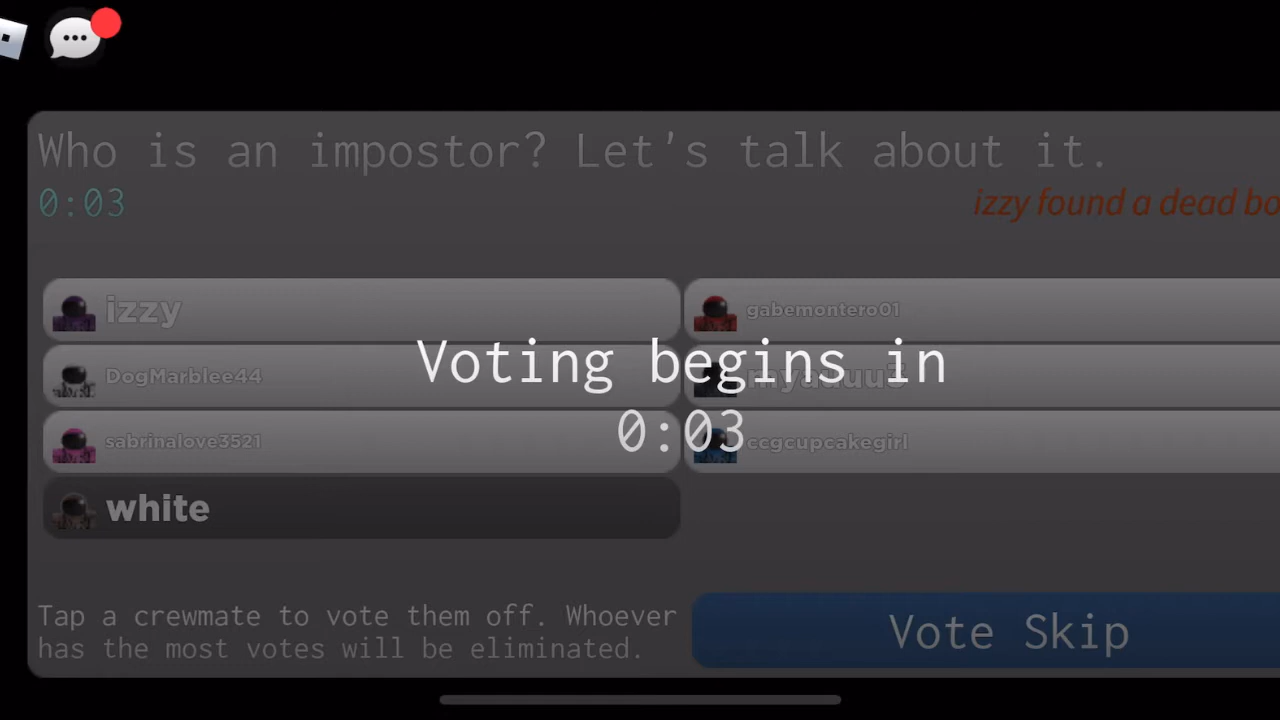 Who is an impostor? Let's talk about it.
0:03
izzy found a dead bo
izzy
gabemontero01
DogMarblee44
sabrinalove3521
ccgcupcakegirl
white
Voting begins in
0:03
Tap a crewmate to vote them off. Whoever
has the most votes will be eliminated.
Vote Skip